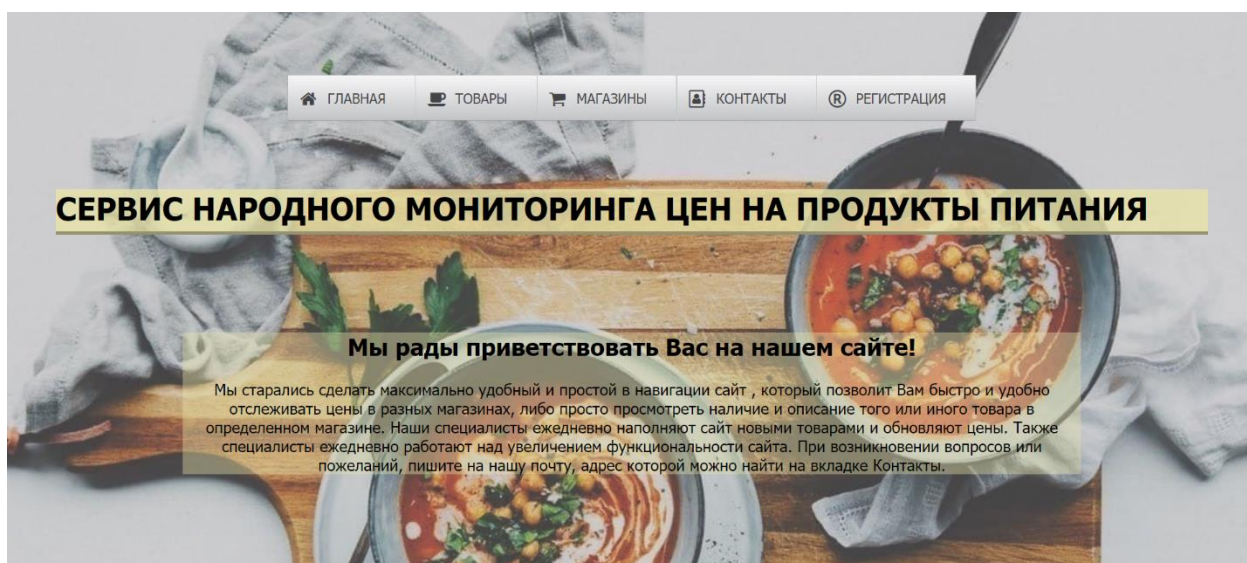 ГЛАВНАЯ ТОВАРЫ МАГАЗИНЫ КОНТАКТЫ ® РЕГИСТРАЦИЯ
СЕРВИС НАРОДНОГО МОНИТОРИНГА ЦЕН НА ПРОДУКТЫ ПИТАНИЯ
Мы рады приветствовать Вас на нашем сайте!
Мы старались сделать максимально удобный и простой в навигации сайт , который позволит Вам быстро и удобно
отслеживать цены в разных магазинах, либо просто просмотреть наличие и описание того или иного товара в
определенном магазине. Наши специалисты ежедневно наполняют сайт новыми товарами и обновляют цены. Также
специалисты ежедневно работают над увеличением функциональности сайта. При возникновении вопросов или
пожеланий, пишите на нашу почту, адрес которой можно найти на вкладке Контакты.